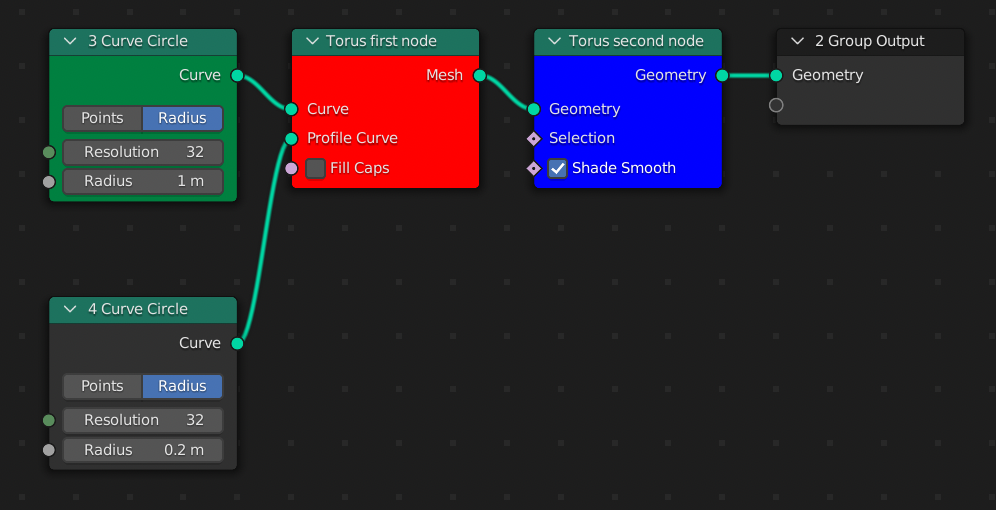 3 Curve Circle
Curve
Points Radius
Resolution 32
Radius 1 m
Torus first node
Mesh
Curve
Profile Curve
Fill Caps
Torus second node
Geometry
Geometry
Selection
Shade Smooth
2 Group Output
Geometry
4 Curve Circle
Curve
Points Radius
Resolution 32
Radius 0.2 m